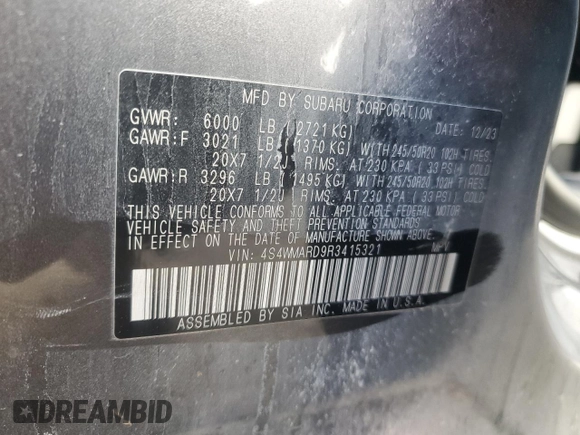 MFD BY SUBARU CORPORATION
GVWR: 6000 LB ( 2721 KG) DATE: 12/23
GAWR:F 3021 LB ( 1370 KG) WITH 245/50R20 102H TIRES,
20X7 1/2J RIMS, AT 230 KPA ( 33 PSI) COLD
GAWR:R 3296 LB ( 1495 KG) WITH 245/50R20 102H TIRES,
20X7 1/2J RIMS, AT 230 KPA ( 33 PSI) COLD
THIS VEHICLE CONFORMS TO ALL APPLICABLE FEDERAL MOTOR
VEHICLE SAFETY AND THEFT PREVENTION STANDARDS
IN EFFECT ON THE DATE OF MANUFACTURE SHOWN ABOVE.
VIN: 4S4WMARD9R3415321 MPV
ASSEMBLED BY SIA INC. MADE IN U.S.A.
DREAMBID